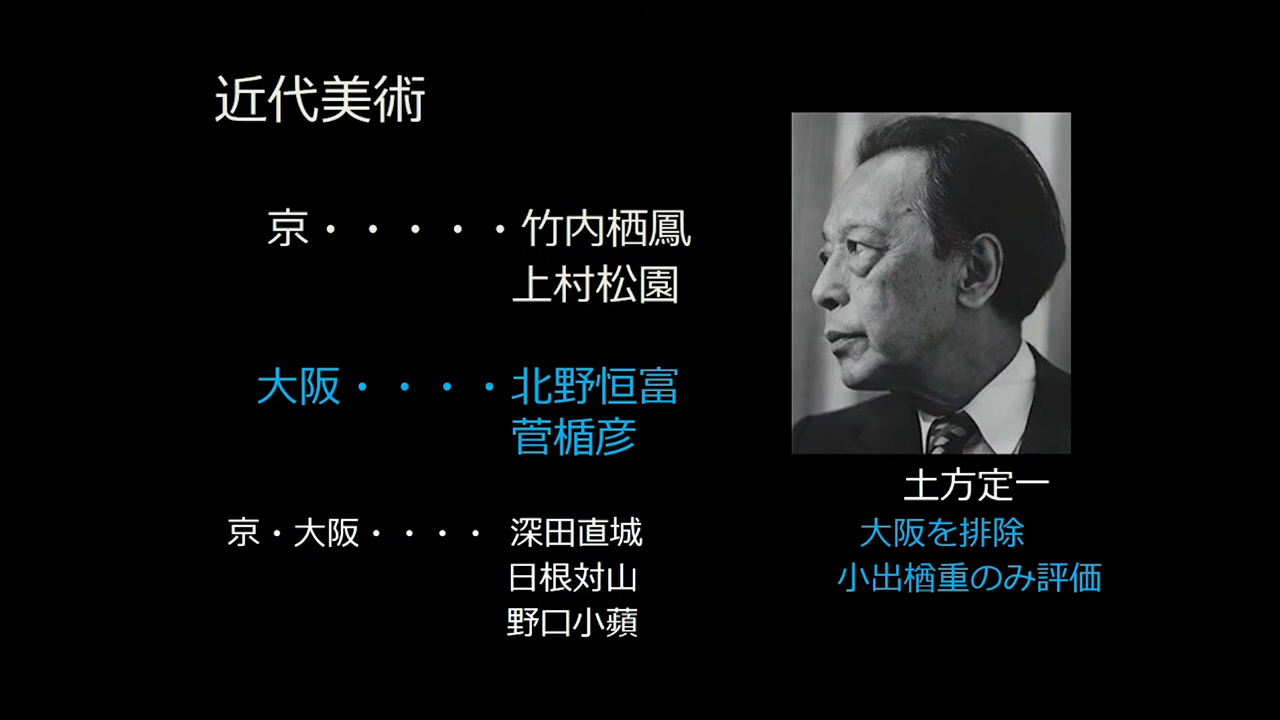 近代美術
京・・・・・竹内栖鳳
上村松園
大阪・・・・北野恒富
菅楯彦
京・大阪・・・・ 深田直城
日根対山
野口小蘋
土方定一
大阪を排除
小出楢重のみ評価